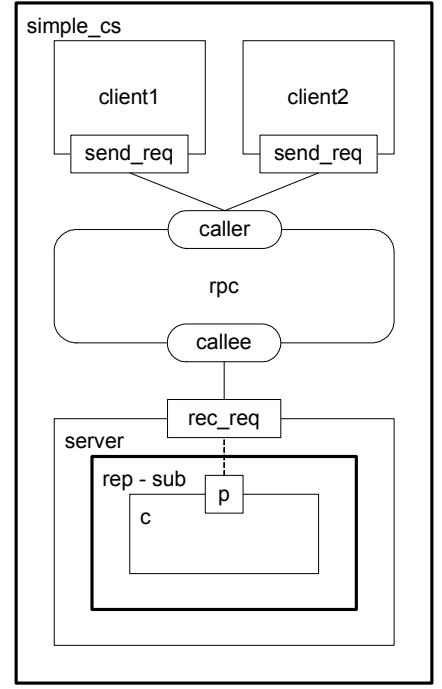 simple_cs
client1
client2
send_req
send_req
caller
rpc
callee
rec_req
server
rep - sub
p
c